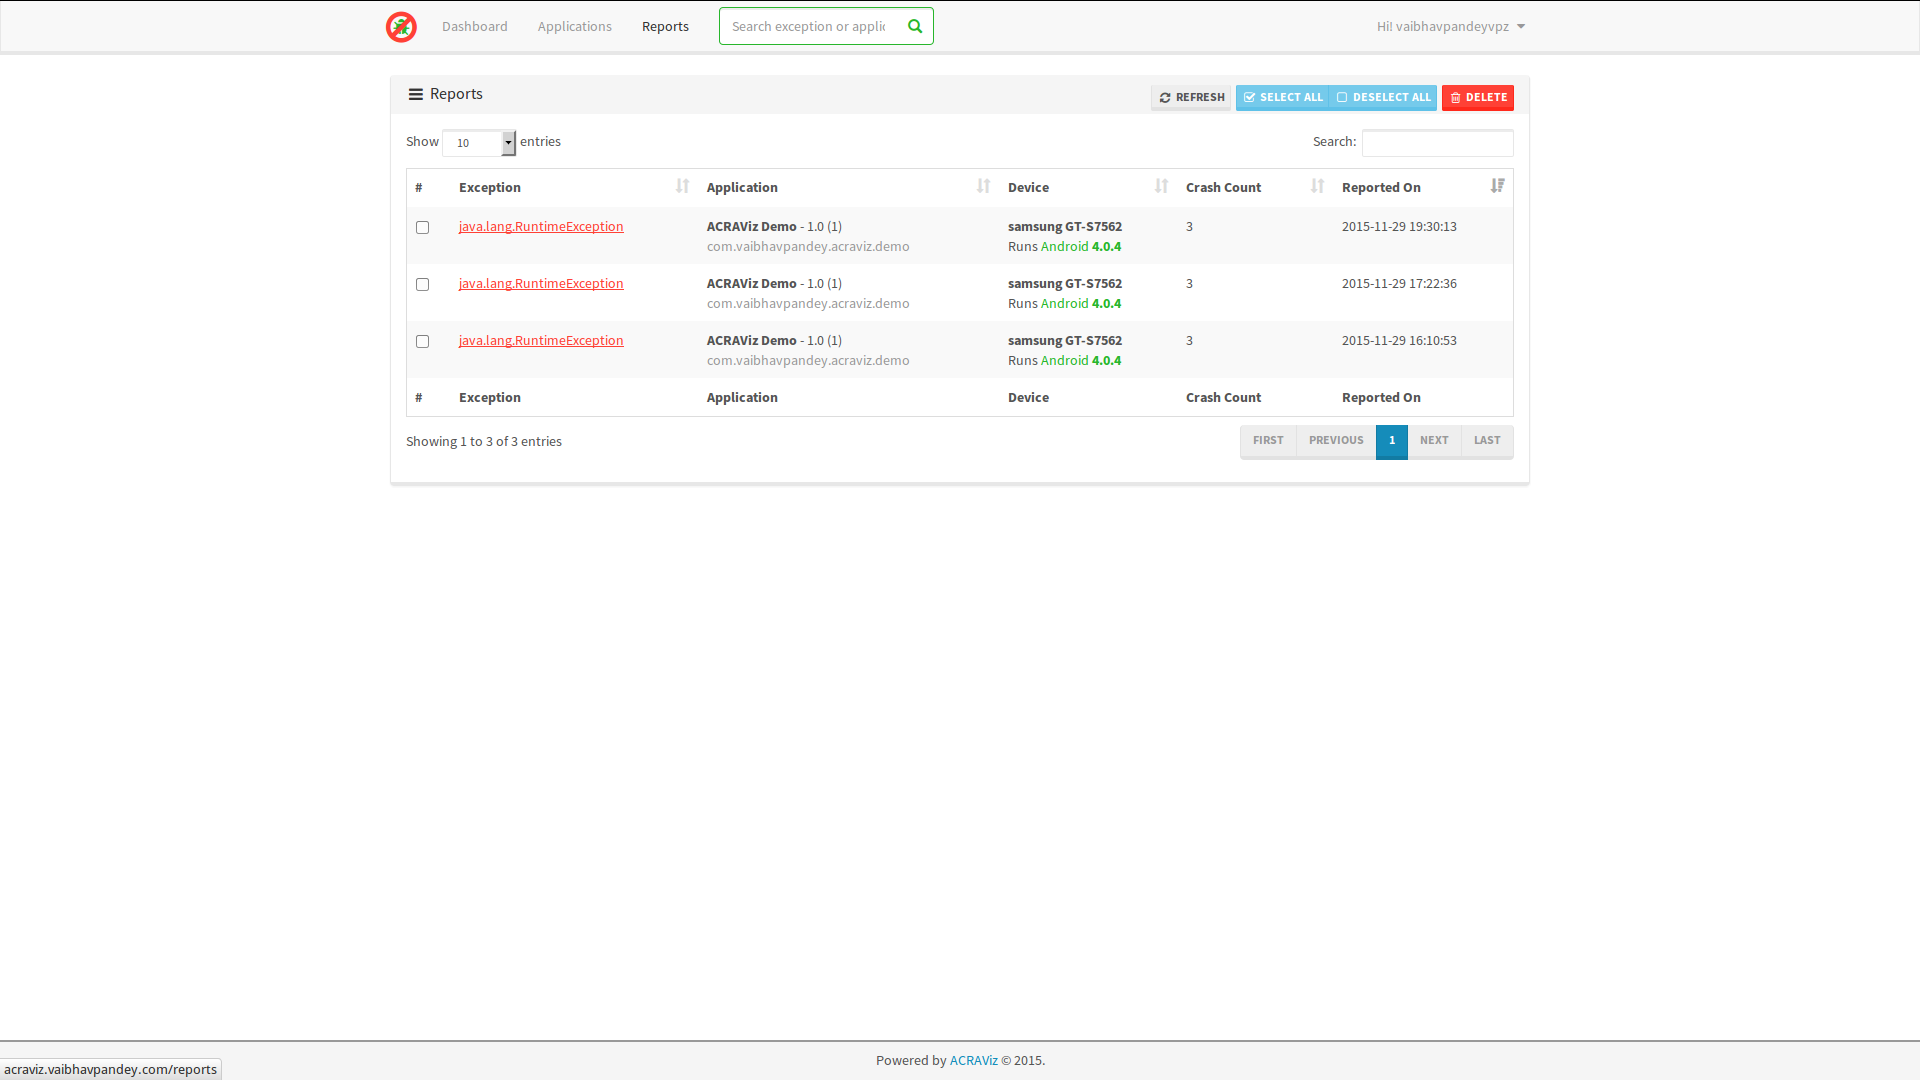 Dashboard Applications Reports Search exception or applic Hi! vaibhavpandeyvpz
Reports REFRESH SELECT ALL DESELECT ALL DELETE
Show 10 entries Search:
# Exception Application Device Crash Count Reported On
java.lang.RuntimeException ACRAViz Demo - 1.0 (1) samsung GT-S7562 3 2015-11-29 19:30:13
com.vaibhavpandey.acraviz.demo Runs Android 4.0.4
java.lang.RuntimeException ACRAViz Demo - 1.0 (1) samsung GT-S7562 3 2015-11-29 17:22:36
com.vaibhavpandey.acraviz.demo Runs Android 4.0.4
java.lang.RuntimeException ACRAViz Demo - 1.0 (1) samsung GT-S7562 3 2015-11-29 16:10:53
com.vaibhavpandey.acraviz.demo Runs Android 4.0.4
# Exception Application Device Crash Count Reported On
Showing 1 to 3 of 3 entries FIRST PREVIOUS 1 NEXT LAST
Powered by ACRAViz © 2015.
acraviz.vaibhavpandey.com/reports